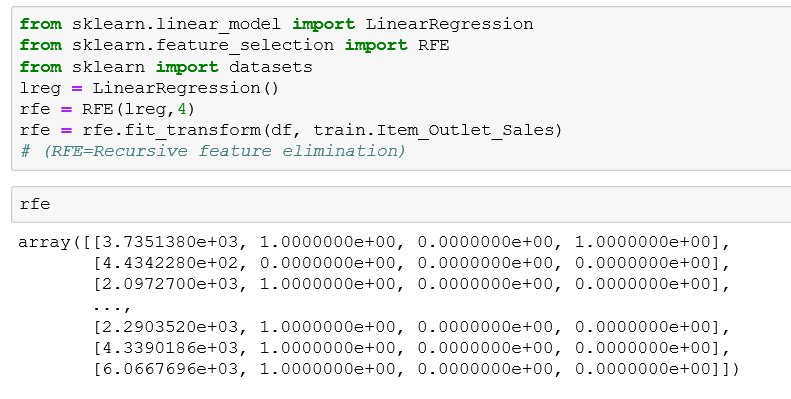 from sklearn.linear_model import LinearRegression
from sklearn.feature_selection import RFE
from sklearn import datasets
lreg = LinearRegression()
rfe = RFE(lreg,4)
rfe = rfe.fit_transform(df, train.Item_Outlet_Sales)
# (RFE=Recursive feature elimination)
rfe
array([[3.7351380e+03, 1.0000000e+00, 0.0000000e+00, 1.0000000e+00],
[4.4342280e+02, 0.0000000e+00, 0.0000000e+00, 0.0000000e+00],
[2.0972700e+03, 1.0000000e+00, 0.0000000e+00, 0.0000000e+00],
...,
[2.2903520e+03, 1.0000000e+00, 0.0000000e+00, 0.0000000e+00],
[4.3390186e+03, 1.0000000e+00, 0.0000000e+00, 0.0000000e+00],
[6.0667696e+03, 1.0000000e+00, 0.0000000e+00, 0.0000000e+00]])